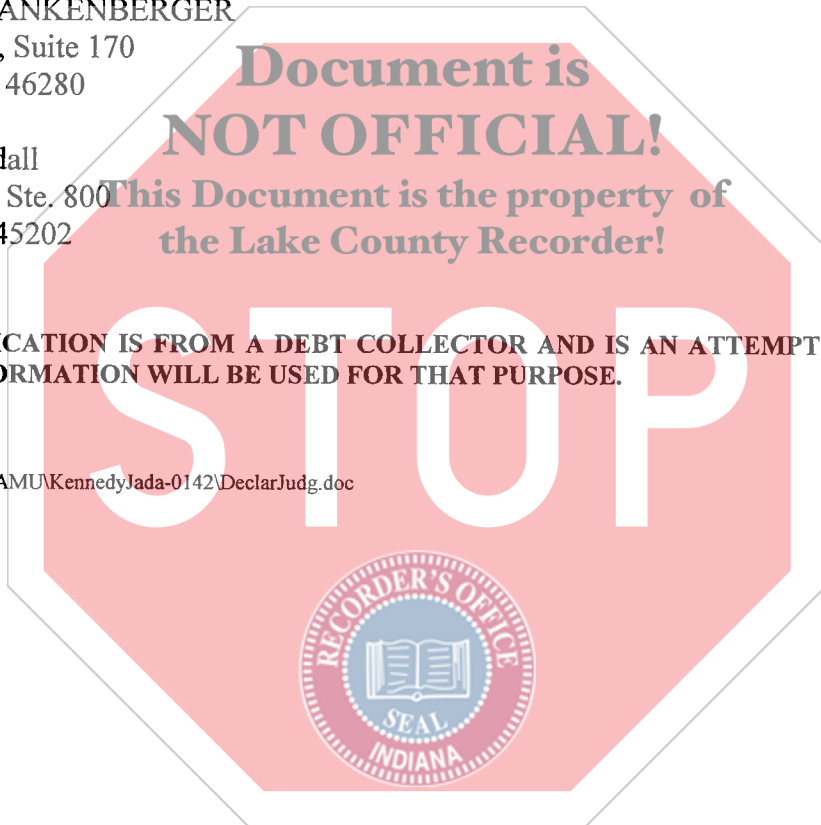 ANKENBERGER
, Suite 170
46280
Document is
NOT OFFICIAL!
dall
Ste. 800
45202
This Document is the property of
the Lake County Recorder!
STOP
ICATION IS FROM A DEBT COLLECTOR AND IS AN ATTEMPT
ORMATION WILL BE USED FOR THAT PURPOSE.
AMU\KennedyJada-0142\DeclarJudg.doc
RECORDER'S OFFICE
SEAL
INDIANA